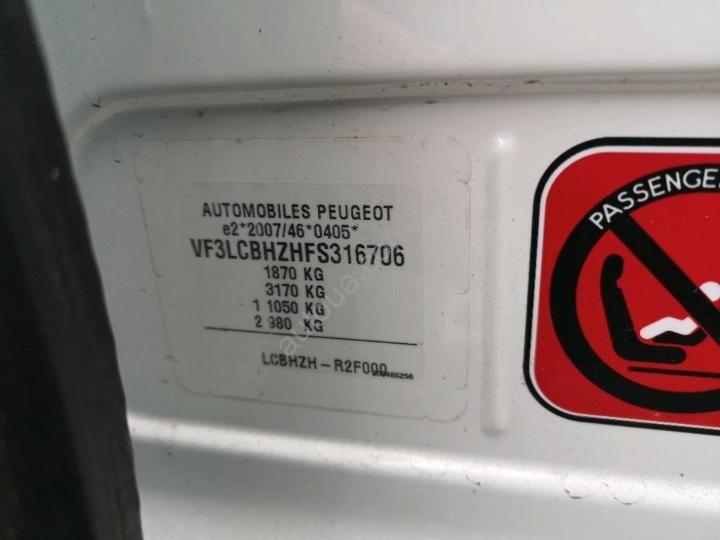 AUTOMOBILES PEUGEOT
e2*2007/46*0405*
VF3LCBHZHFS316706
1870 KG
3170 KG
1 1050 KG
2 980 KG
LCBHZH-R2F000
PASSENGE